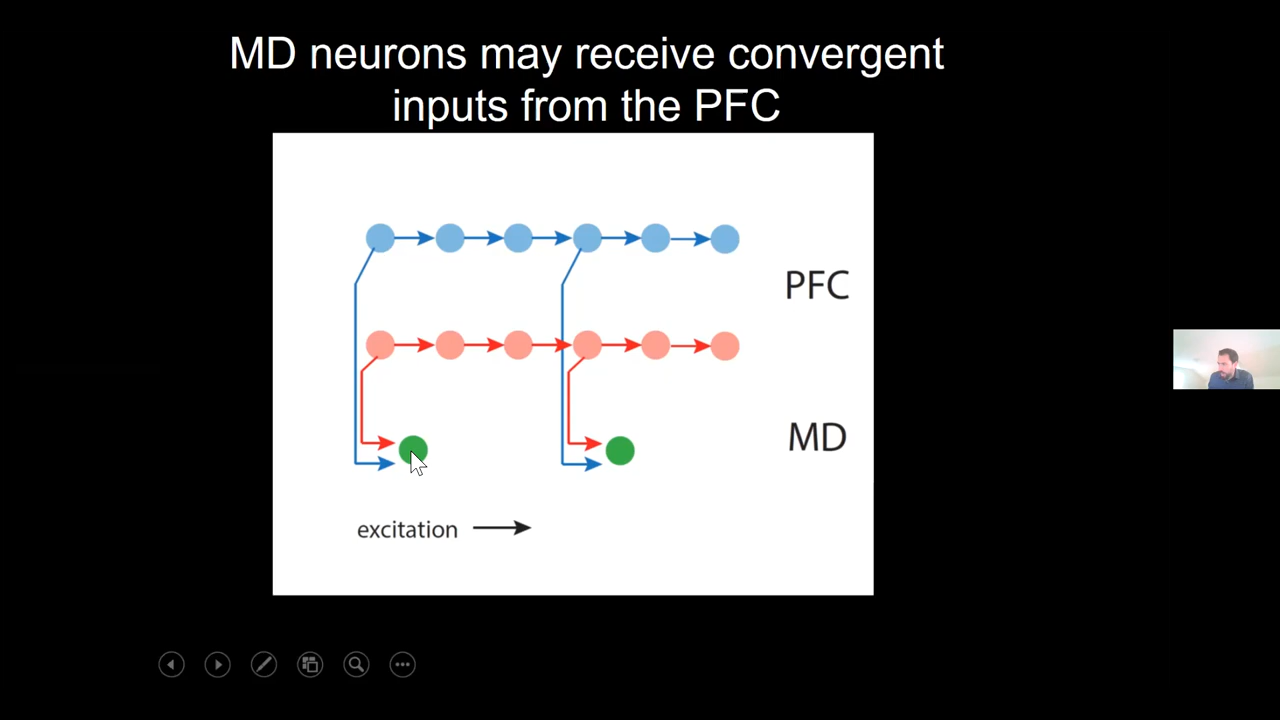 MD neurons may receive convergent
inputs from the PFC
PFC
MD
excitation